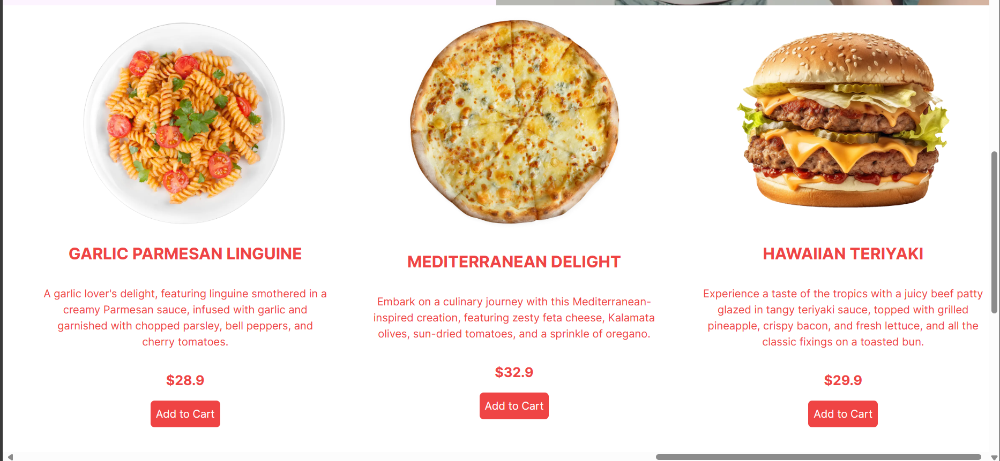 GARLIC PARMESAN LINGUINE
A garlic lover's delight, featuring linguine smothered in a
creamy Parmesan sauce, infused with garlic and
garnished with chopped parsley, bell peppers, and
cherry tomatoes.
$28.9
Add to Cart
MEDITERRANEAN DELIGHT
Embark on a culinary journey with this Mediterranean-
inspired creation, featuring zesty feta cheese, Kalamata
olives, sun-dried tomatoes, and a sprinkle of oregano.
$32.9
Add to Cart
HAWAIIAN TERIYAKI
Experience a taste of the tropics with a juicy beef patty
glazed in tangy teriyaki sauce, topped with grilled
pineapple, crispy bacon, and fresh lettuce, and all the
classic fixings on a toasted bun.
$29.9
Add to Cart